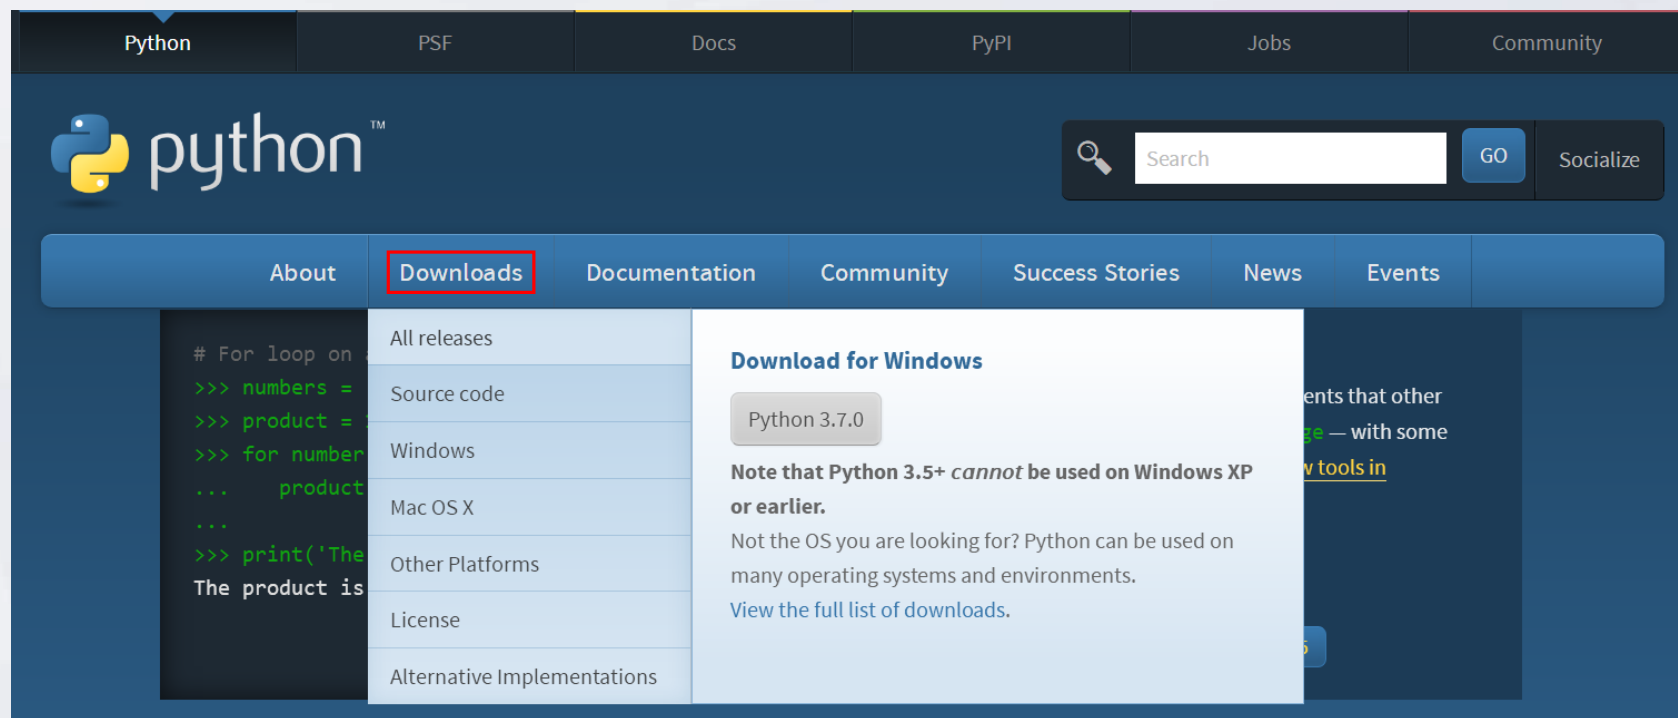 Python PSF Docs PyPI Jobs Community
python™
Search GO Socialize
About Downloads Documentation Community Success Stories News Events
# For loop on
>>> numbers =
>>> product =
>>> for number
... product
...
>>> print('The
The product is
All releases
Source code
Windows
Mac OS X
Other Platforms
License
Alternative Implementations
Download for Windows
Python 3.7.0
Note that Python 3.5+ cannot be used on Windows XP
or earlier.
Not the OS you are looking for? Python can be used on
many operating systems and environments.
View the full list of downloads.
ents that other
ge — with some
w tools in